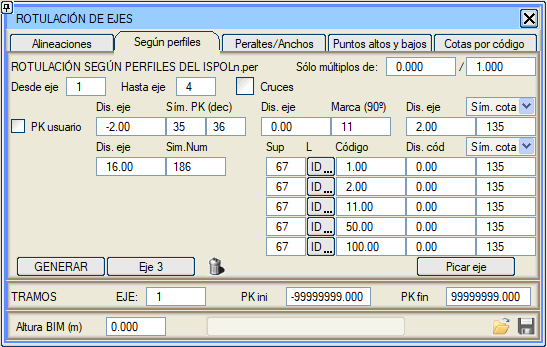 ROTULACIÓN DE EJES
Alineaciones Según perfiles Peraltes/Anchos Puntos altos y bajos Cotas por código
ROTULACIÓN SEGÚN PERFILES DEL ISPOLn.per Sólo múltiplos de: 0.000 / 1.000
Desde eje 1 Hasta eje 4 Cruces
Dis. eje Sím. PK (dec) Dis. eje Marca (90º) Dis. eje Sím. cota
PK usuario -2.00 35 36 0.00 11 2.00 135
Dis. eje Sim.Num Sup L Código Dis. cód Sím. cota
16.00 186 67 ID... 1.00 0.00 135
67 ID... 2.00 0.00 135
67 ID... 11.00 0.00 135
67 ID... 50.00 0.00 135
67 ID... 100.00 0.00 135
GENERAR Eje 3 Picar eje
TRAMOS EJE: 1 PK ini -99999999.000 PK fin 99999999.000
Altura BIM (m) 0.000